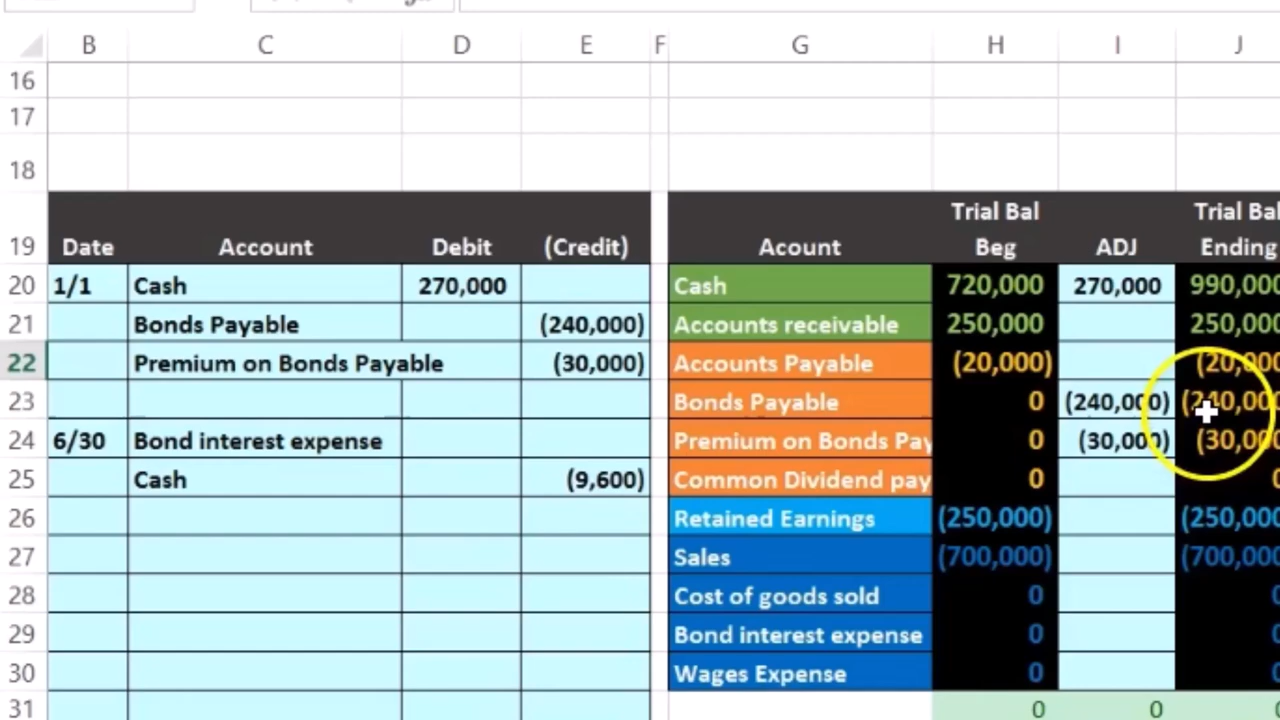 B C D E F G H I J
16
17
18
Trial Bal Trial Bal
19 Date Account Debit (Credit) Acount Beg ADJ Ending
20 1/1 Cash 270,000 Cash 720,000 270,000 990,000
21 Bonds Payable (240,000) Accounts receivable 250,000 250,000
22 Premium on Bonds Payable (30,000) Accounts Payable (20,000) (20,000
23 Bonds Payable 0 (240,000) (240,000
24 6/30 Bond interest expense Premium on Bonds Pay 0 (30,000) (30,000
25 Cash (9,600) Common Dividend pay 0 0
26 Retained Earnings (250,000) (250,000
27 Sales (700,000) (700,000
28 Cost of goods sold 0 0
29 Bond interest expense 0 0
30 Wages Expense 0 0
31 0 0 0